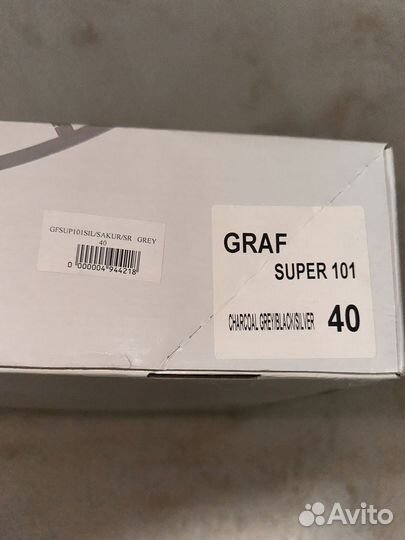 GFSUP101SIL/SAKUR/SR GREY
40
0 000004 944218
GRAF
SUPER 101
CHARCOAL GREY/BLACK/SILVER 40
Avito